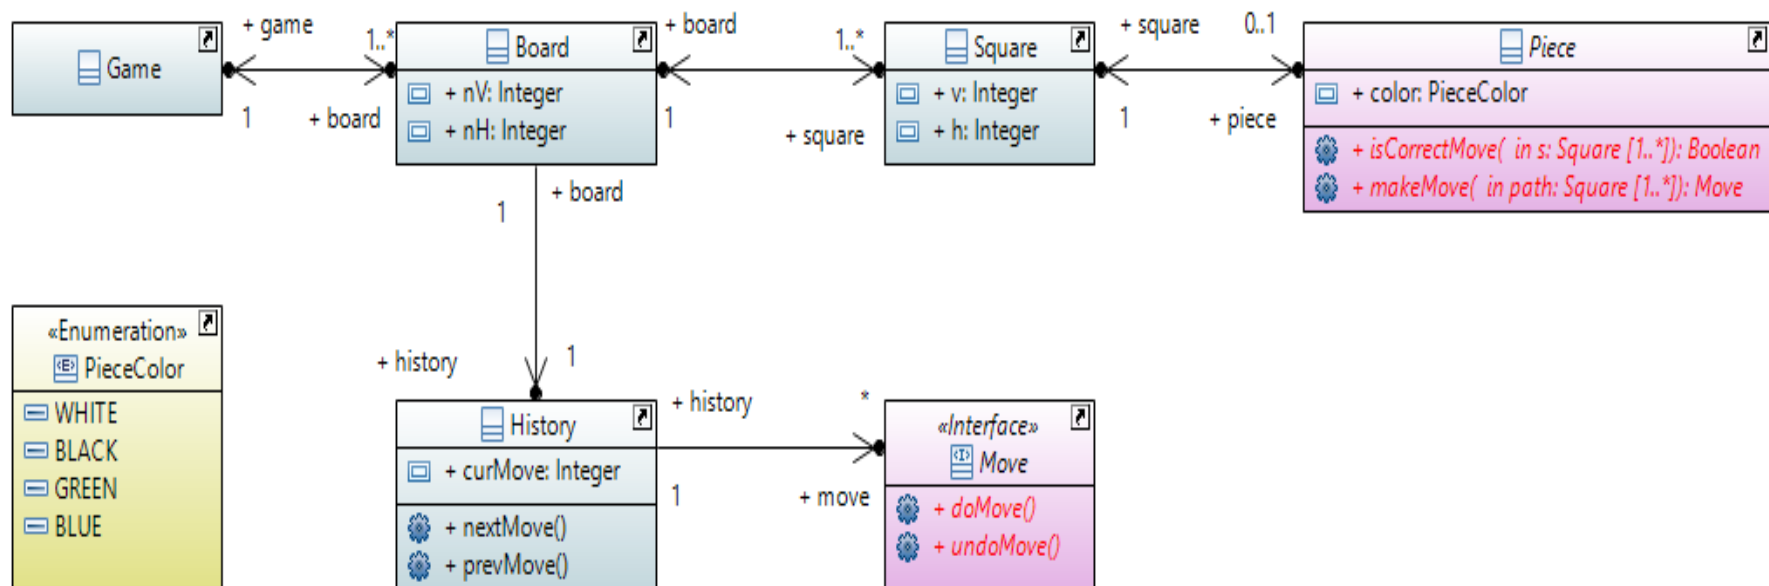 + game
1..*
Game
1
+ board
Board
+ nV: Integer
+ nH: Integer
+ board
1..*
1
+ square
Square
+ v: Integer
+ h: Integer
+ square
0..1
1
+ piece
Piece
+ color: PieceColor
+ isCorrectMove( in s: Square [1..*]): Boolean
+ makeMove( in path: Square [1..*]): Move
+ board
1
+ history
1
«Enumeration»
<E> PieceColor
WHITE
BLACK
GREEN
BLUE
History
+ curMove: Integer
+ nextMove()
+ prevMove()
+ history
*
1
+ move
«Interface»
<I> Move
+ doMove()
+ undoMove()